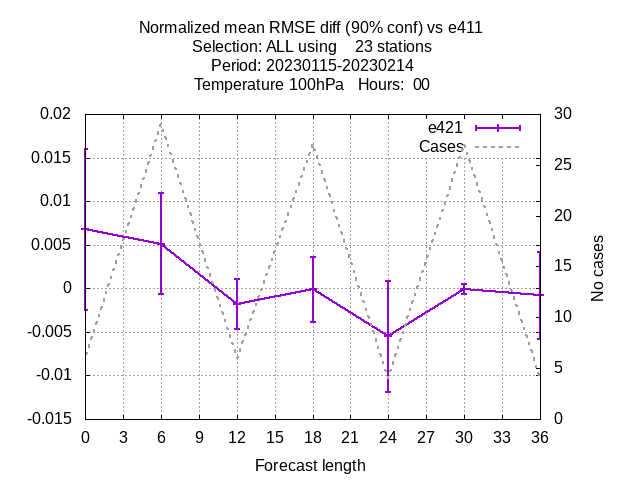 Normalized mean RMSE diff (90% conf) vs e411
Selection: ALL using    23 stations
Period: 20230115-20230214
Temperature 100hPa   Hours:  00
0.02
0.015
0.01
0.005
0
-0.005
-0.01
-0.015
30
25
20
15
10
5
0
e421
Cases
No cases
0 3 6 9 12 15 18 21 24 27 30 33 36
Forecast length